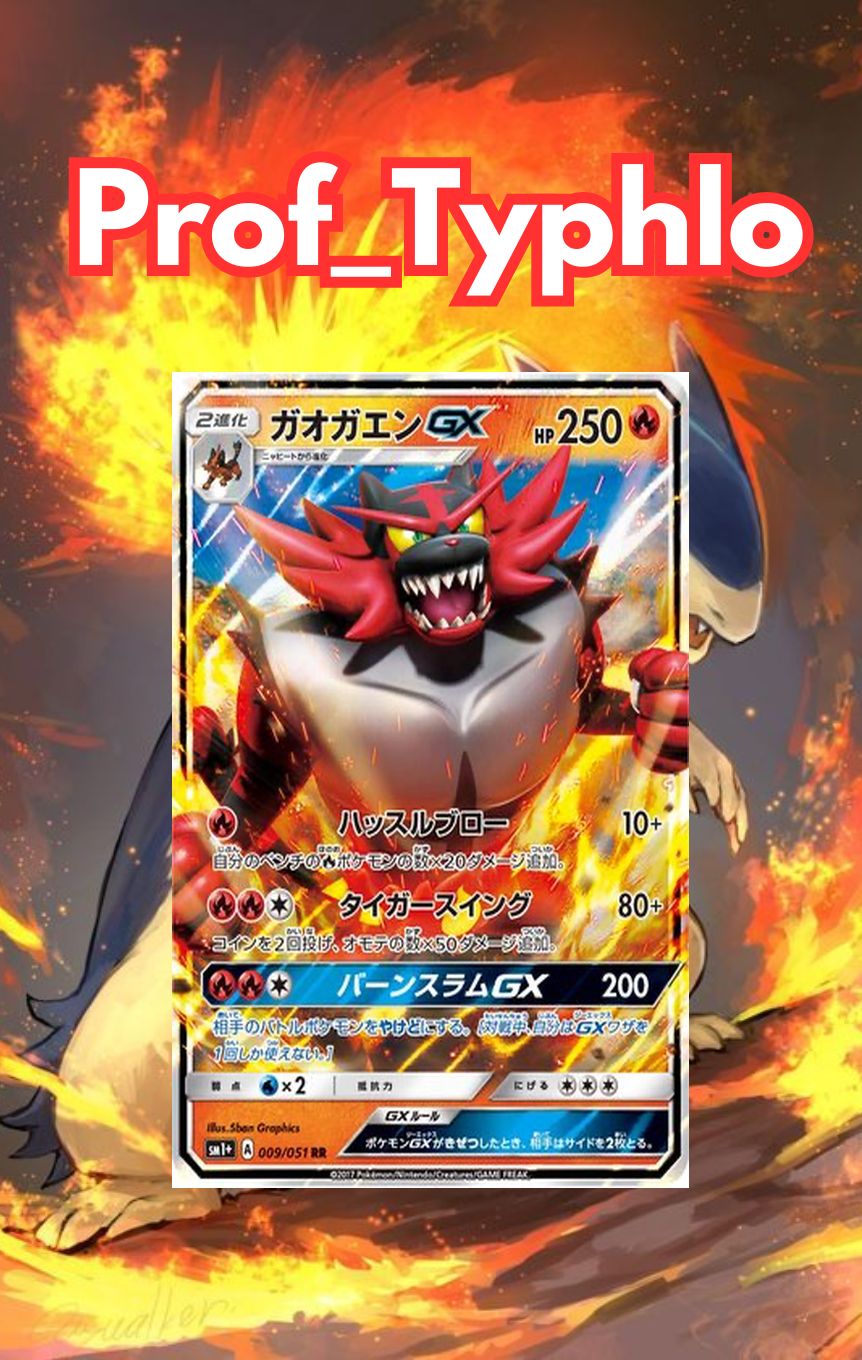 Prof_Typhlo
2進化 ガオガエンGX HP250
ニャヒートから進化
ハッスルブロー 10+
自分のベンチの ポケモンの数×20ダメージ追加。
タイガースイング 80+
コインを2回投げ、オモテの数×50ダメージ追加。
バーンスラムGX 200
相手のバトルポケモンをやけどにする。[対戦中、自分はGXワザを
1回しか使えない。]
弱点 ×2 抵抗力 にげる
Illus.5ban Graphics
GXルール
ポケモンGXがきぜつしたとき、相手はサイドを2枚とる。
SM1+ A 009/051 RR
©2017 Pokémon/Nintendo/Creatures/GAME FREAK.